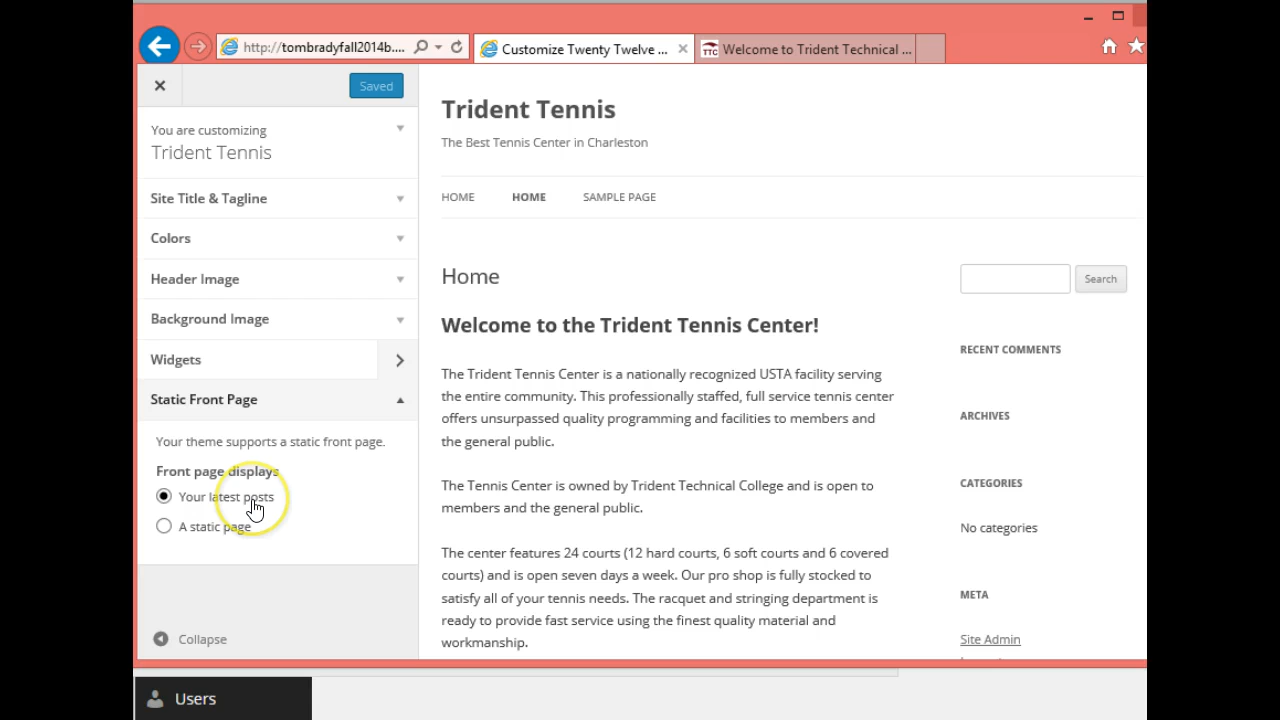 http://tombradyfall2014b....
Customize Twenty Twelve ...
TTC Welcome to Trident Technical ...
Saved
You are customizing
Trident Tennis
Site Title & Tagline
Colors
Header Image
Background Image
Widgets
Static Front Page
Your theme supports a static front page.
Front page displays
Your latest posts
A static page
Collapse
Trident Tennis
The Best Tennis Center in Charleston
HOME HOME SAMPLE PAGE
Home
Welcome to the Trident Tennis Center!
The Trident Tennis Center is a nationally recognized USTA facility serving
the entire community. This professionally staffed, full service tennis center
offers unsurpassed quality programming and facilities to members and
the general public.
The Tennis Center is owned by Trident Technical College and is open to
members and the general public.
The center features 24 courts (12 hard courts, 6 soft courts and 6 covered
courts) and is open seven days a week. Our pro shop is fully stocked to
satisfy all of your tennis needs. The racquet and stringing department is
ready to provide fast service using the finest quality material and
workmanship.
Search
RECENT COMMENTS
ARCHIVES
CATEGORIES
No categories
META
Site Admin
Users